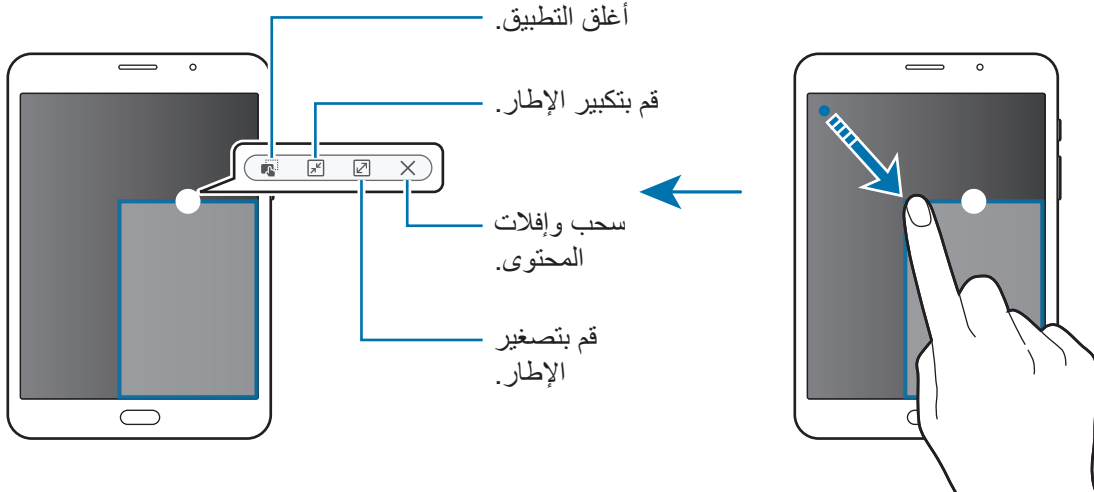 أغلق التطبيق.
قم بتكبير الإطار.
سحب وإفلات
المحتوى.
قم بتصغير
الإطار.